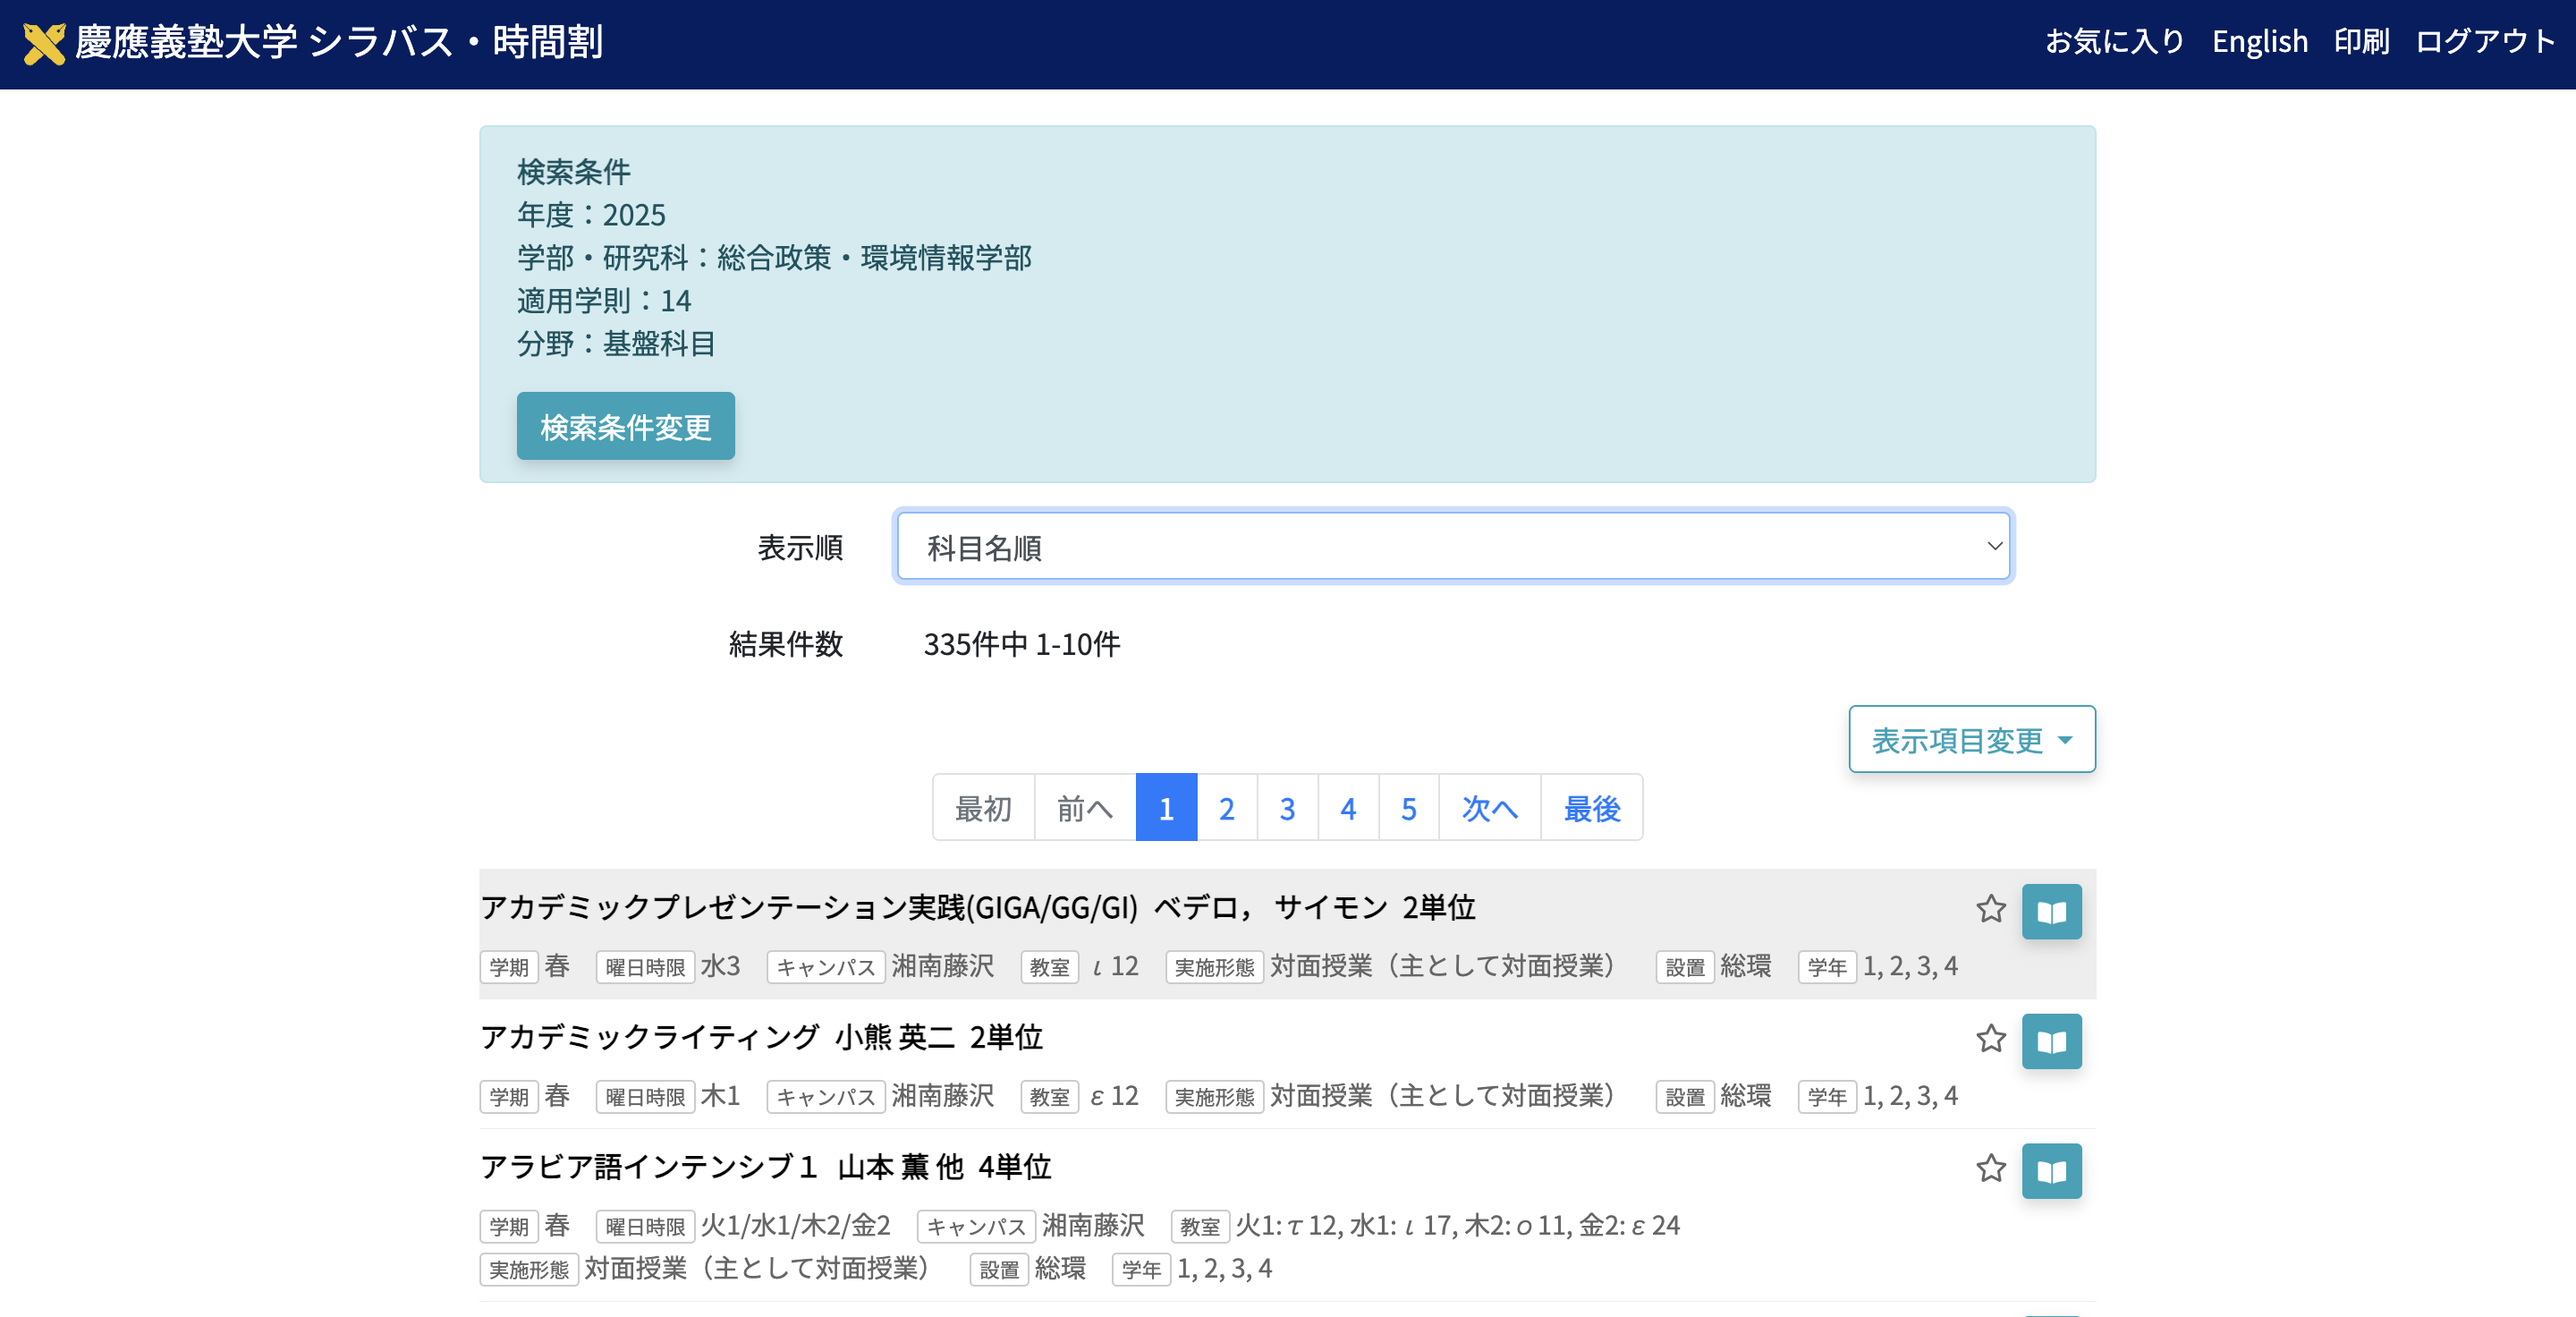 慶應義塾大学 シラバス・時間割
お気に入り English 印刷 ログアウト
検索条件
年度：2025
学部・研究科：総合政策・環境情報学部
適用学則：14
分野：基盤科目
検索条件変更
表示順 科目名順
結果件数 335件中 1-10件
表示項目変更
最初 前へ 1 2 3 4 5 次へ 最後
アカデミックプレゼンテーション実践(GIGA/GG/GI) ベデロ， サイモン 2単位
学期 春 曜日時限 水3 キャンパス 湘南藤沢 教室 ι 12 実施形態 対面授業（主として対面授業） 設置 総環 学年 1, 2, 3, 4
アカデミックライティング 小熊 英二 2単位
学期 春 曜日時限 木1 キャンパス 湘南藤沢 教室 ε 12 実施形態 対面授業（主として対面授業） 設置 総環 学年 1, 2, 3, 4
アラビア語インテンシブ１ 山本 薫 他 4単位
学期 春 曜日時限 火1/水1/木2/金2 キャンパス 湘南藤沢 教室 火1: τ 12, 水1: ι 17, 木2: ο 11, 金2: ε 24
実施形態 対面授業（主として対面授業） 設置 総環 学年 1, 2, 3, 4